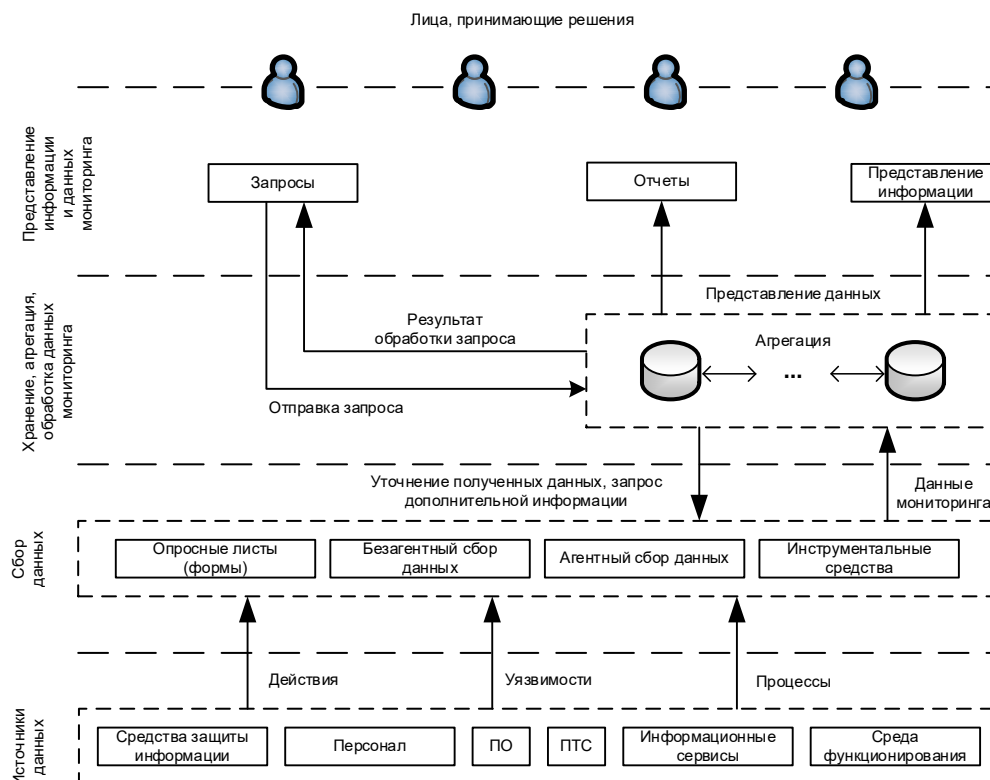 Лица, принимающие решения
Представление
информации
и данных
мониторинга
Запросы
Отчеты
Представление
информации
Хранение, агрегация,
обработка данных
мониторинга
Представление данных
Результат
обработки запроса
Агрегация
...
Отправка запроса
Уточнение полученных данных, запрос
дополнительной информации
Данные
мониторинга
Сбор
данных
Опросные листы
(формы)
Безагентный сбор
данных
Агентный сбор данных
Инструментальные
средства
Действия
Уязвимости
Процессы
Источники
данных
Средства защиты
информации
Персонал
ПО
ПТС
Информационные
сервисы
Среда
функционирования